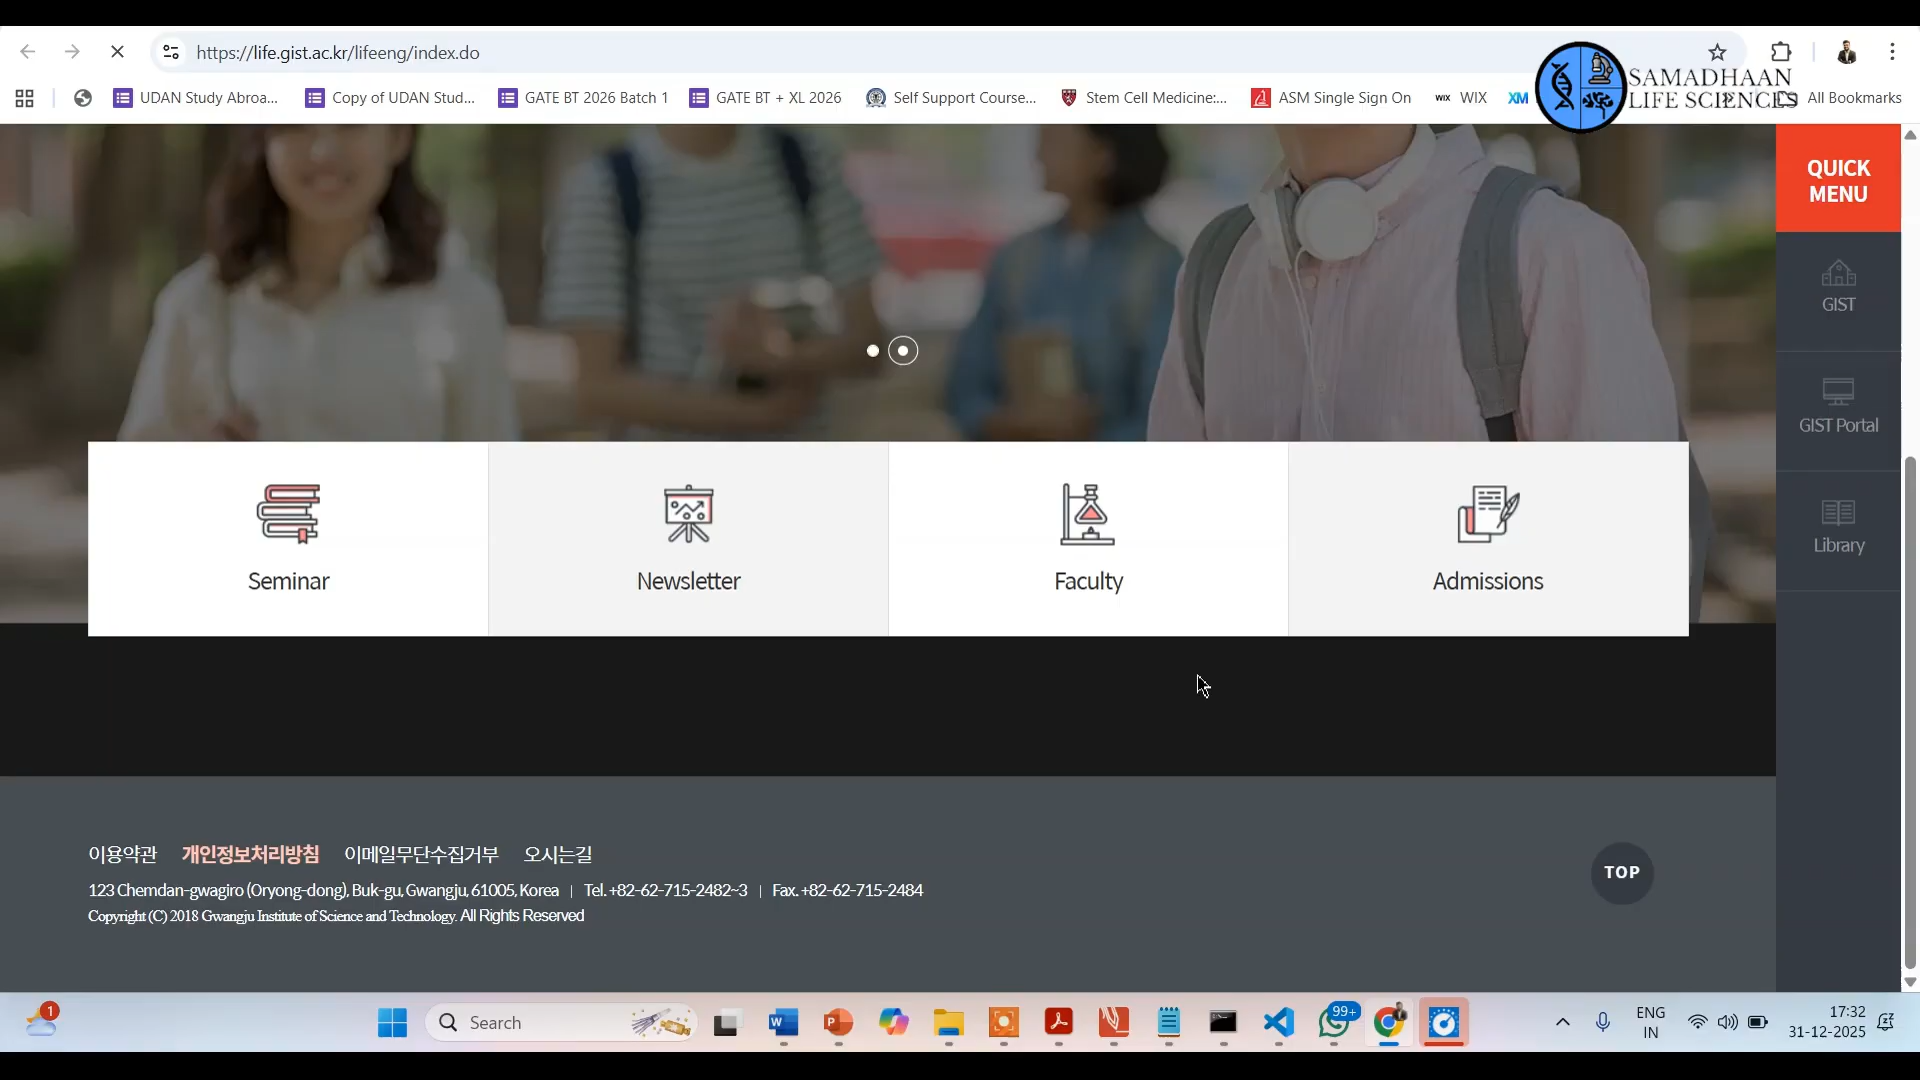 https://life.gist.ac.kr/lifeeng/index.do
UDAN Study Abroa... Copy of UDAN Stud... GATE BT 2026 Batch 1 GATE BT + XL 2026 Self Support Course... Stem Cell Medicine:... ASM Single Sign On WIX WIX XM All Bookmarks
SAMADHAAN
LIFE SCIENCES
QUICK
MENU
GIST
GIST Portal
Library
Seminar Newsletter Faculty Admissions
이용약관 개인정보처리방침 이메일무단수집거부 오시는길
123 Chemdan-gwagiro (Oryong-dong), Buk-gu, Gwangju, 61005, Korea | Tel. +82-62-715-2482~3 | Fax. +82-62-715-2484
Copyright (C) 2018 Gwangju Institute of Science and Technology. All Rights Reserved
TOP
1
Search
99+
ENG
IN
17:32
31-12-2025